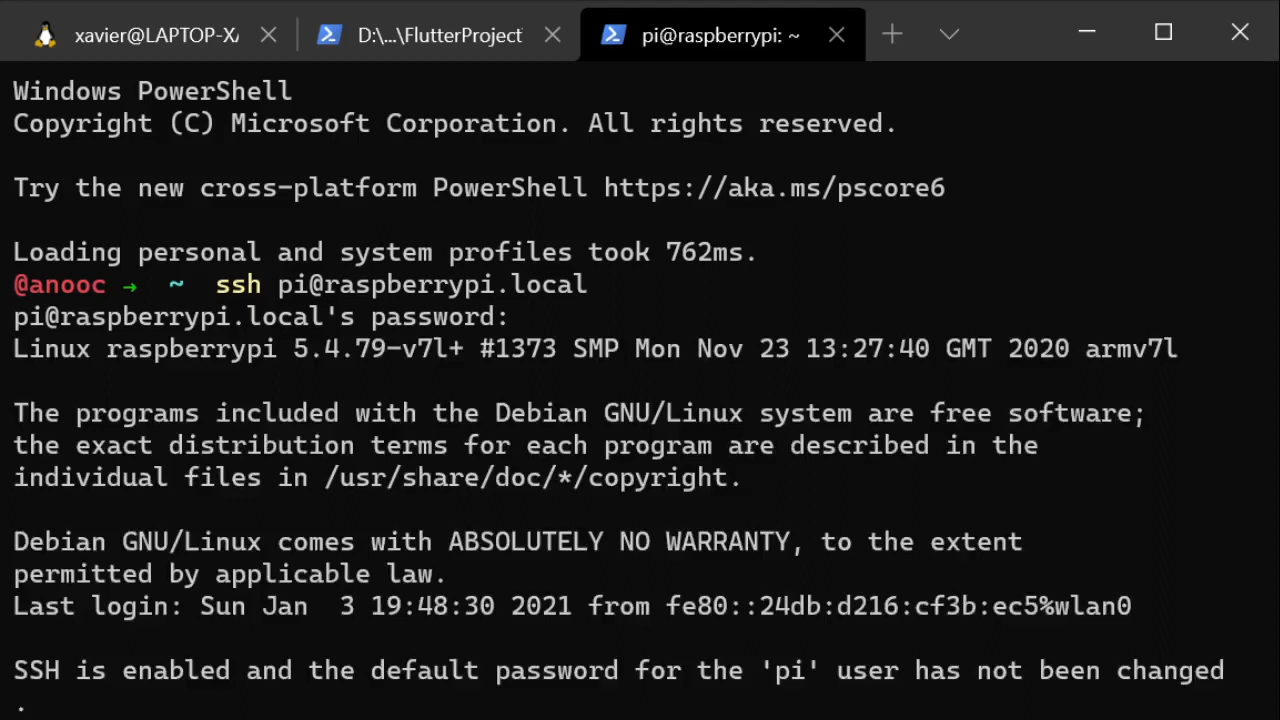 xavier@LAPTOP-XA
D:\...\FlutterProject
pi@raspberrypi: ~
Windows PowerShell
Copyright (C) Microsoft Corporation. All rights reserved.
Try the new cross-platform PowerShell https://aka.ms/pscore6
Loading personal and system profiles took 762ms.
@anooc → ~ ssh pi@raspberrypi.local
pi@raspberrypi.local's password:
Linux raspberrypi 5.4.79-v7l+ #1373 SMP Mon Nov 23 13:27:40 GMT 2020 armv7l
The programs included with the Debian GNU/Linux system are free software;
the exact distribution terms for each program are described in the
individual files in /usr/share/doc/*/copyright.
Debian GNU/Linux comes with ABSOLUTELY NO WARRANTY, to the extent
permitted by applicable law.
Last login: Sun Jan  3 19:48:30 2021 from fe80::24db:d216:cf3b:ec5%wlan0
SSH is enabled and the default password for the 'pi' user has not been changed
.